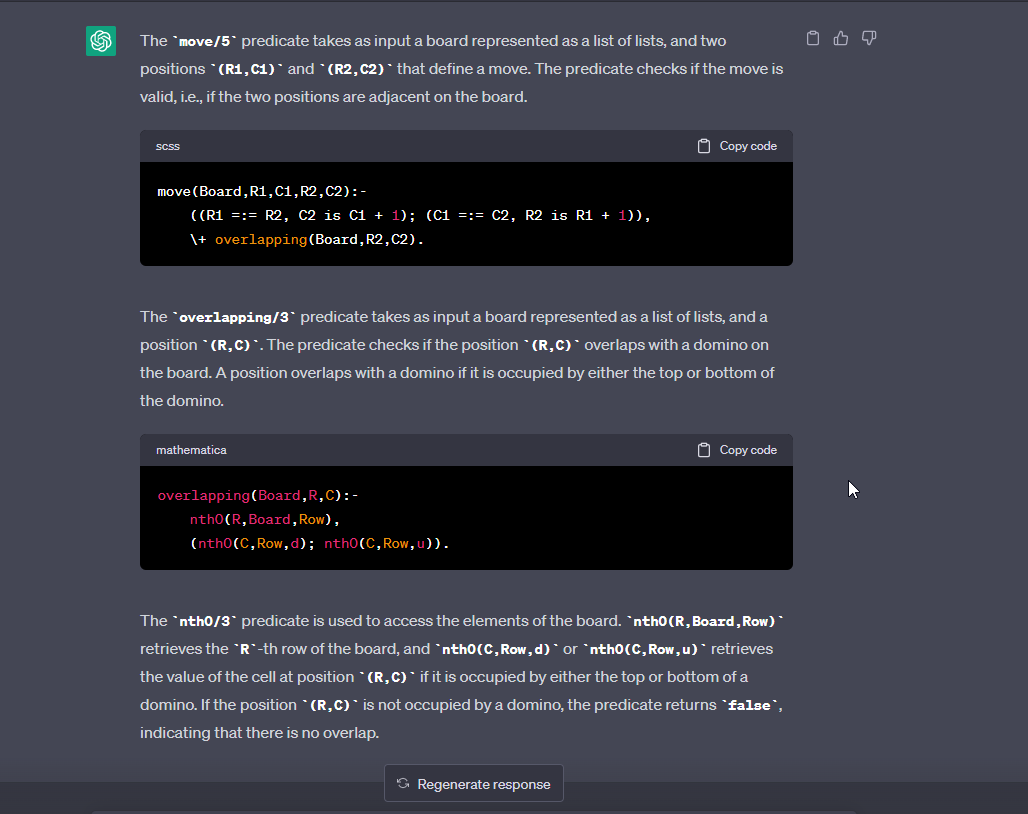 The `move/5` predicate takes as input a board represented as a list of lists, and two
positions `(R1,C1)` and `(R2,C2)` that define a move. The predicate checks if the move is
valid, i.e., if the two positions are adjacent on the board.
scss Copy code
move(Board,R1,C1,R2,C2):-
((R1 =:= R2, C2 is C1 + 1); (C1 =:= C2, R2 is R1 + 1)),
\+ overlapping(Board,R2,C2).
The `overlapping/3` predicate takes as input a board represented as a list of lists, and a
position `(R,C)`. The predicate checks if the position `(R,C)` overlaps with a domino on
the board. A position overlaps with a domino if it is occupied by either the top or bottom of
the domino.
mathematica Copy code
overlapping(Board,R,C):-
nth0(R,Board,Row),
(nth0(C,Row,d); nth0(C,Row,u)).
The `nth0/3` predicate is used to access the elements of the board. `nth0(R,Board,Row)`
retrieves the `R`-th row of the board, and `nth0(C,Row,d)` or `nth0(C,Row,u)` retrieves
the value of the cell at position `(R,C)` if it is occupied by either the top or bottom of a
domino. If the position `(R,C)` is not occupied by a domino, the predicate returns `false`,
indicating that there is no overlap.
Regenerate response